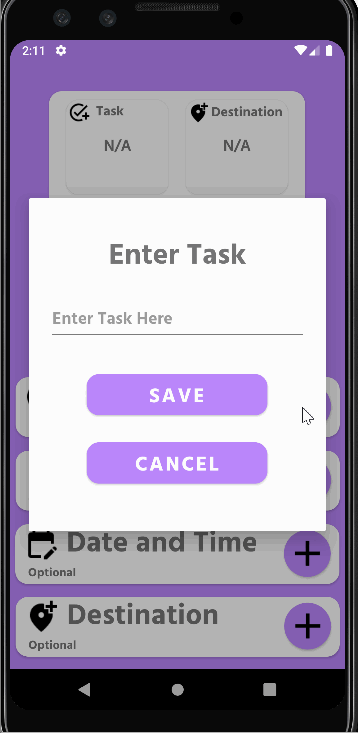 2:11
Task
Destination
N/A
N/A
Enter Task
Enter Task Here
SAVE
CANCEL
Date and Time
Optional
Destination
Optional